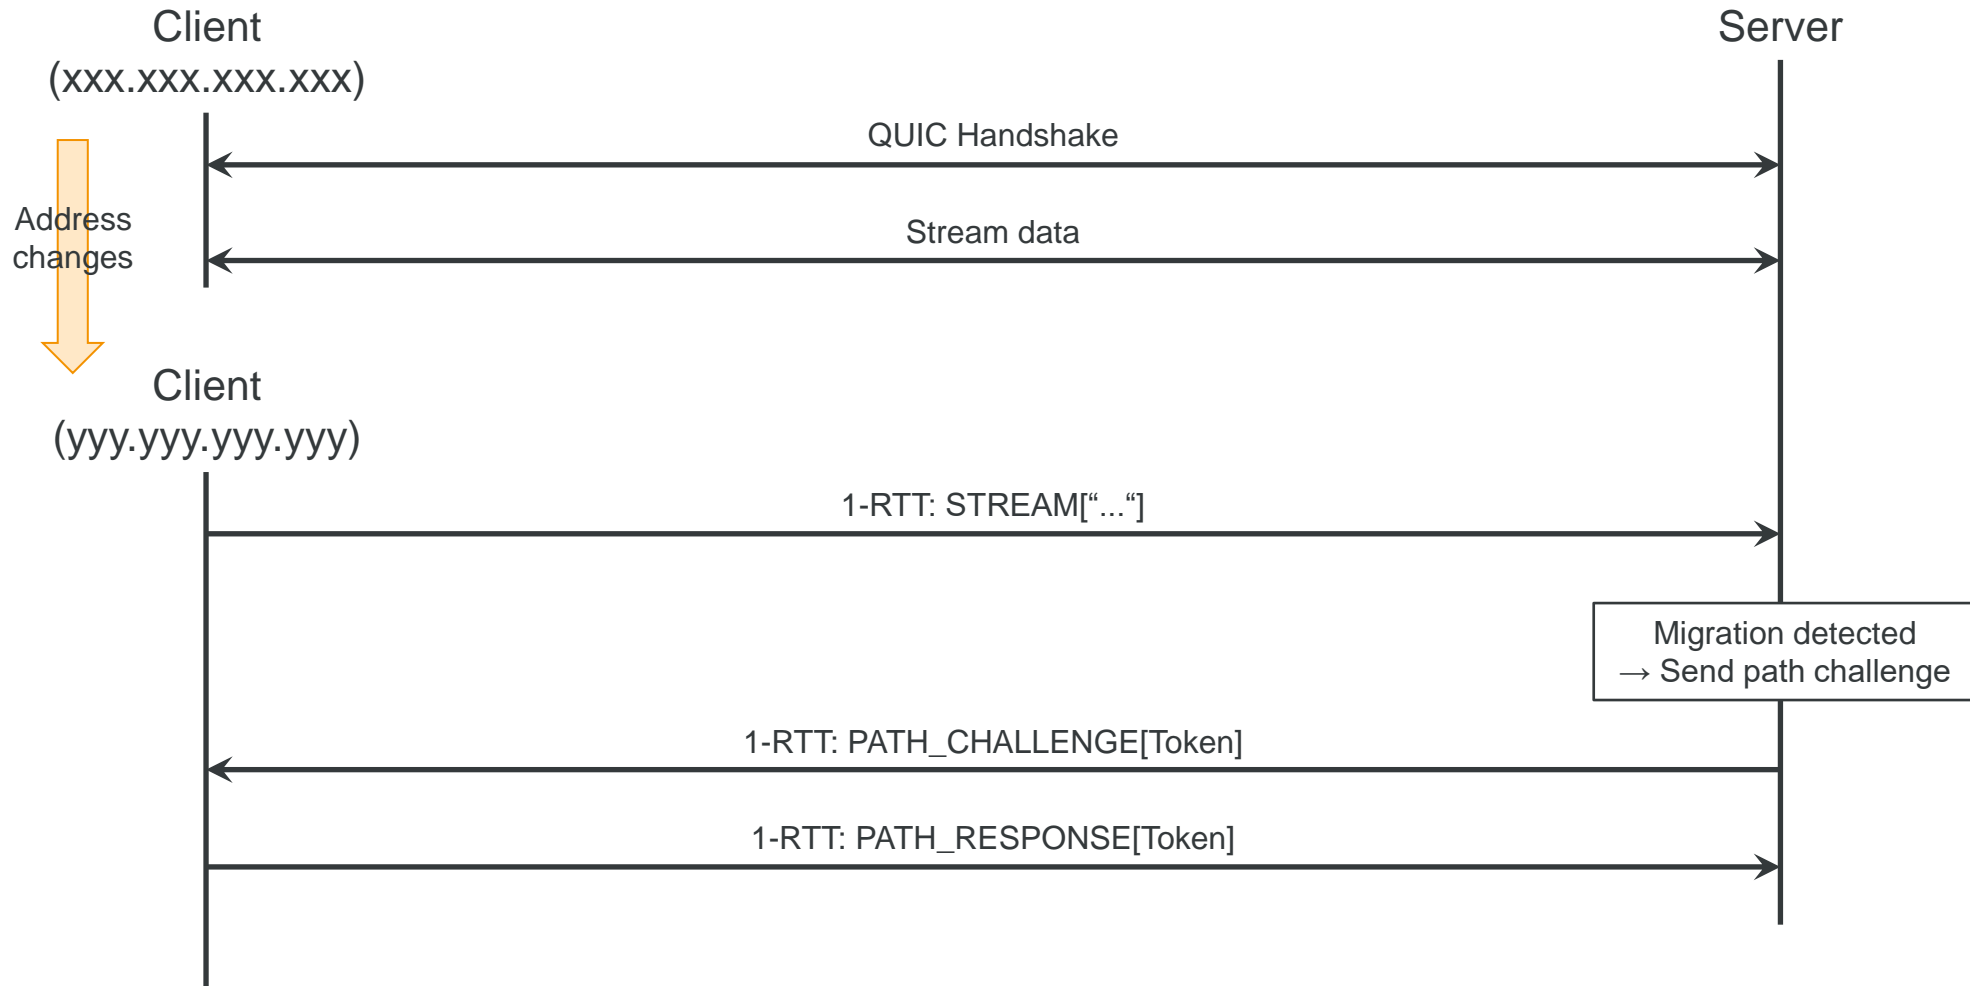 Client
(xxx.xxx.xxx.xxx)
Server
QUIC Handshake
Address
changes
Stream data
Client
(yyy.yyy.yyy.yyy)
1-RTT: STREAM[“...“]
Migration detected
→ Send path challenge
1-RTT: PATH_CHALLENGE[Token]
1-RTT: PATH_RESPONSE[Token]